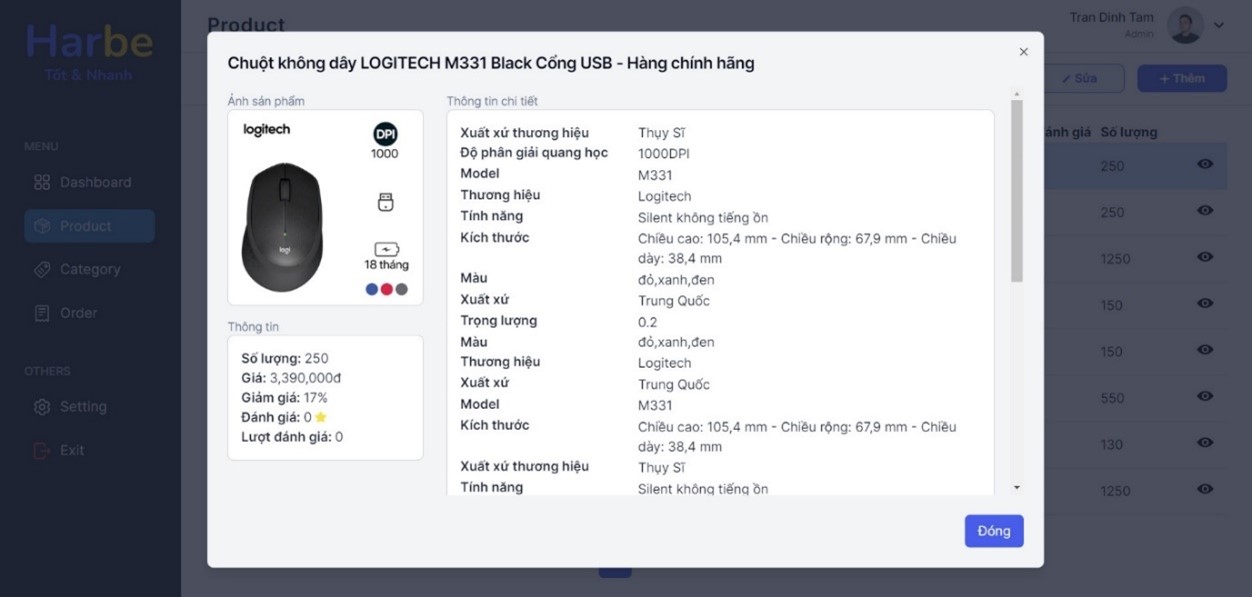 Harbe
Tốt & Nhanh
MENU
Dashboard
Product
Category
Order
OTHERS
Setting
Exit
Product
Tran Dinh Tam
Admin
Sửa
+ Thêm
ánh giá Số lượng
250
250
1250
150
150
550
130
1250
Chuột không dây LOGITECH M331 Black Cổng USB - Hàng chính hãng
×
Ảnh sản phẩm
logitech
DPI
1000
logi
18 tháng
Thông tin
Số lượng: 250
Giá: 3,390,000đ
Giảm giá: 17%
Đánh giá: 0
Lượt đánh giá: 0
Thông tin chi tiết
Xuất xứ thương hiệu Thụy Sĩ
Độ phân giải quang học 1000DPI
Model M331
Thương hiệu Logitech
Tính năng Silent không tiếng ồn
Kích thước Chiều cao: 105,4 mm - Chiều rộng: 67,9 mm - Chiều
dày: 38,4 mm
Màu đỏ,xanh,đen
Xuất xứ Trung Quốc
Trọng lượng 0.2
Màu đỏ,xanh,đen
Thương hiệu Logitech
Xuất xứ Trung Quốc
Model M331
Kích thước Chiều cao: 105,4 mm - Chiều rộng: 67,9 mm - Chiều
dày: 38,4 mm
Xuất xứ thương hiệu Thụy Sĩ
Tính năng Silent không tiếng ồn
Đóng